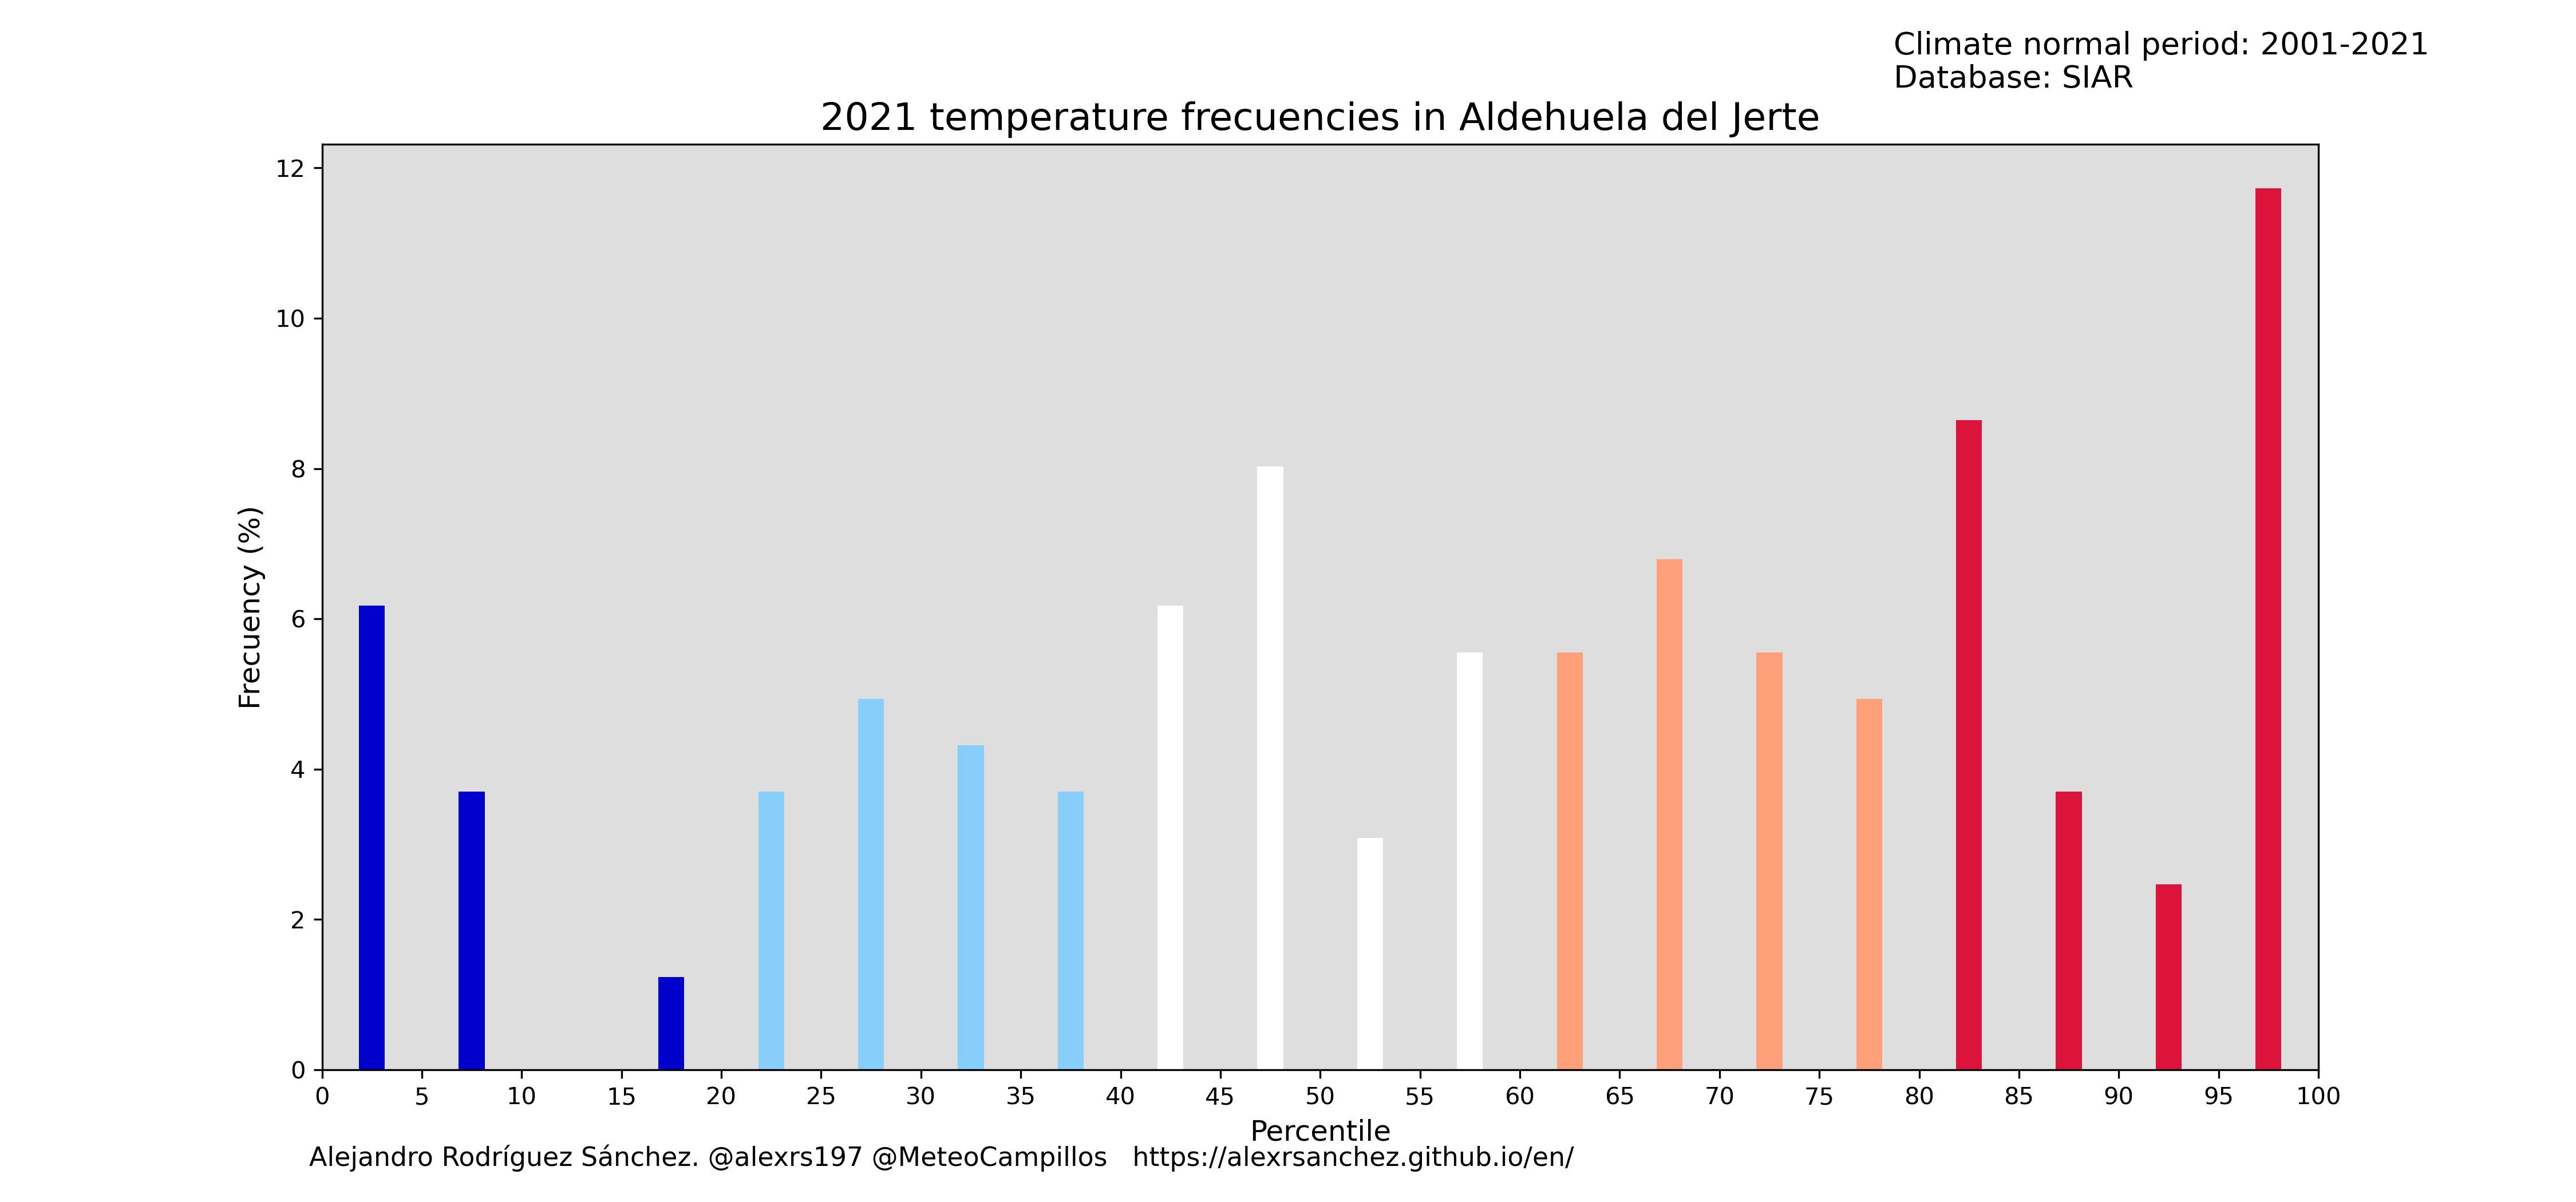 Climate normal period: 2001-2021
Database: SIAR
2021 temperature frecuencies in Aldehuela del Jerte
12
10
8
6
4
2
0
Frecuency (%)
0 5 10 15 20 25 30 35 40 45 50 55 60 65 70 75 80 85 90 95 100
Percentile
Alejandro Rodríguez Sánchez. @alexrs197 @MeteoCampillos https://alexrsanchez.github.io/en/